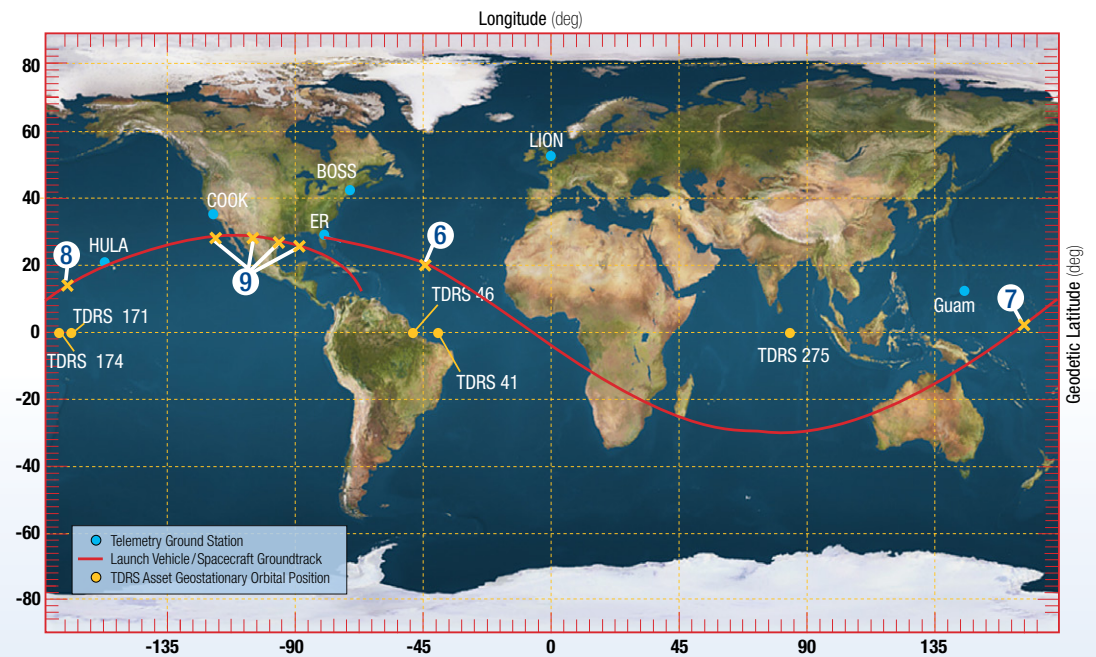 Longitude (deg)
80
60
40
20
0
-20
-40
-60
-80
LION
BOSS
COOK
ER
6
HULA
8
9
7
Guam
TDRS 46
TDRS 171
TDRS 174
TDRS 275
TDRS 41
Geodetic Latitude (deg)
Telemetry Ground Station
Launch Vehicle/Spacecraft Groundtrack
TDRS Asset Geostationary Orbital Position
-135
-90
-45
0
45
90
135